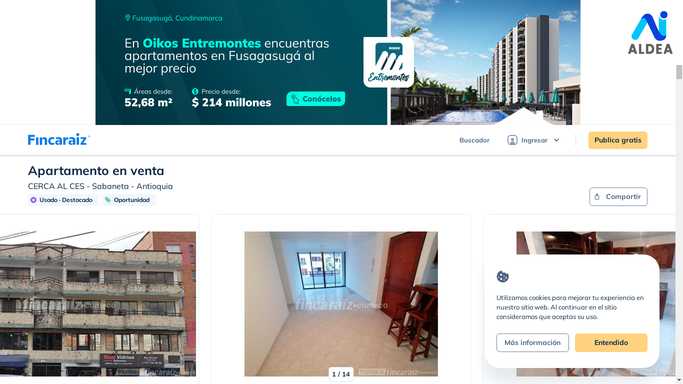 Fusagasugá, Cundinamarca
En Oikos Entremontes encuentras
apartamentos en Fusagasugá al
mejor precio
Áreas desde:
52,68 m²
Precio desde:
$ 214 millones
Conócelos
Entremontes
ALDEA
Fincaraiz
Buscador
Ingresar
Publica gratis
Apartamento en venta
CERCA AL CES - Sabaneta - Antioquia
Usado - Destacado
Oportunidad
Compartir
fincaraiz
1 / 14
fincaraiz
Utilizamos cookies para mejorar tu experiencia en
nuestro sitio web. Al continuar en el sitio
consideramos que aceptas su uso.
Más información
Entendido